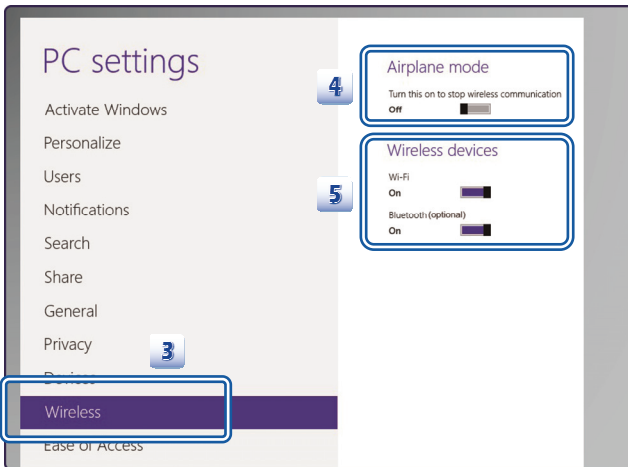 PC settings
Activate Windows
Personalize
Users
Notifications
Search
Share
General
Privacy
3
Devices
Wireless
Ease of Access
4
Airplane mode
Turn this on to stop wireless communication
Off
5
Wireless devices
Wi-Fi
On
Bluetooth (optional)
On